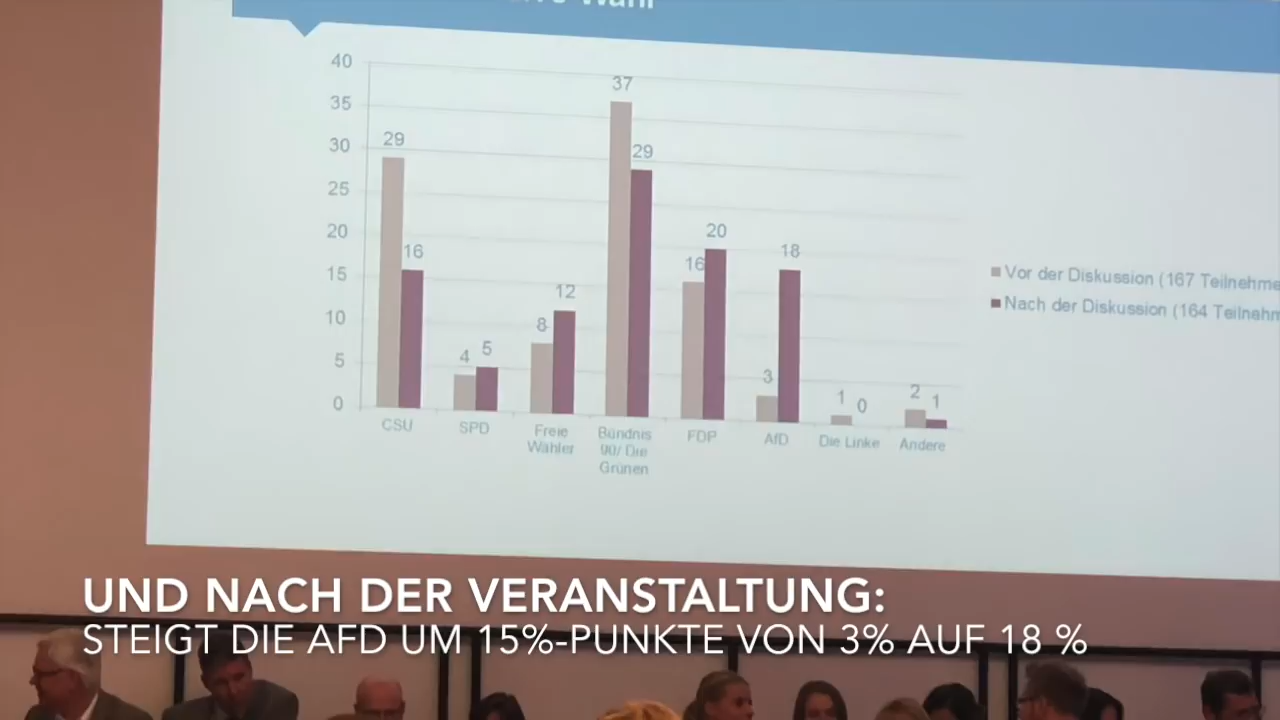 40
35
30
25
20
15
10
5
0
29
16
4
5
8
12
37
29
16
20
3
18
1
0
2
1
CSU
SPD
Freie
Wähler
Bündnis
90/ Die
Grünen
FDP
AfD
Die Linke
Andere
Vor der Diskussion (167 Teilnehme
Nach der Diskussion (164 Teilnehm
UND NACH DER VERANSTALTUNG:
STEIGT DIE AFD UM 15%-PUNKTE VON 3% AUF 18 %